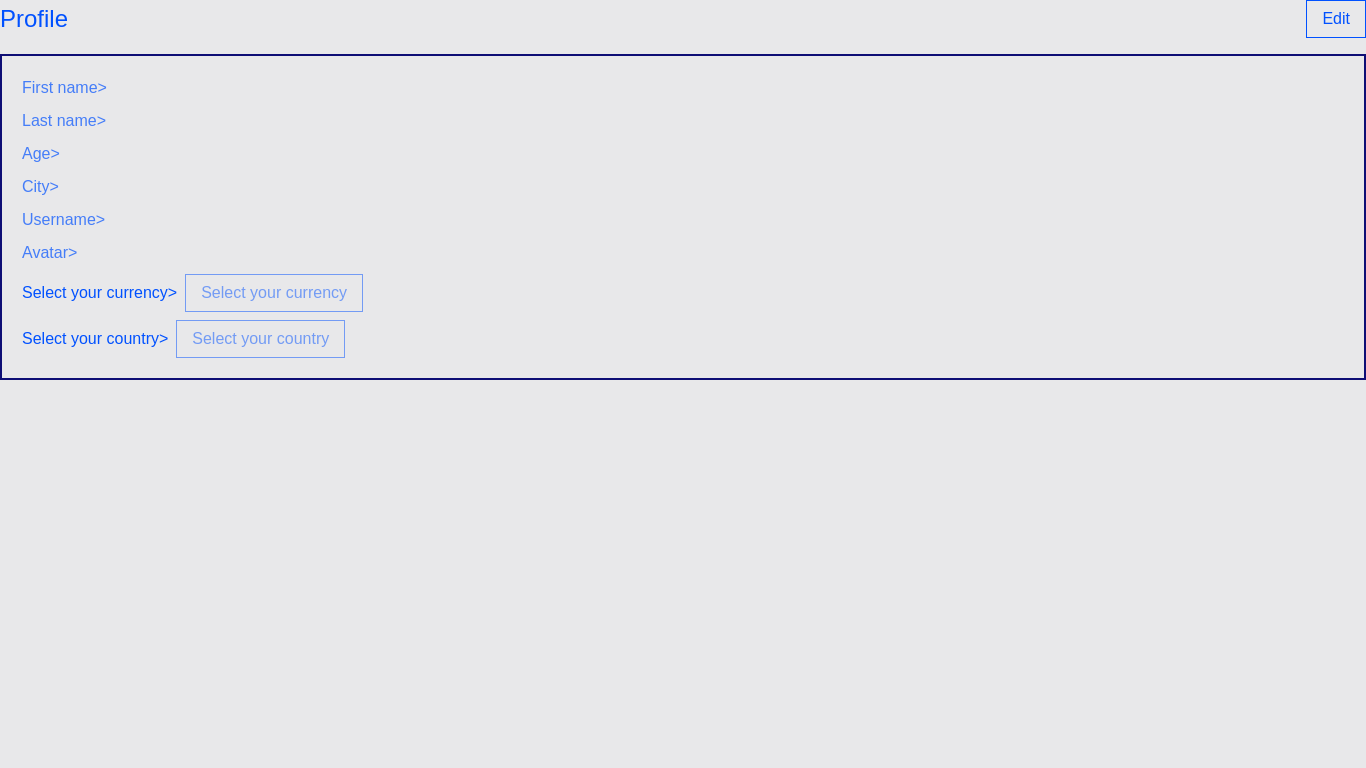 Profile
Edit
First name>
Last name>
Age>
City>
Username>
Avatar>
Select your currency> Select your currency
Select your country> Select your country